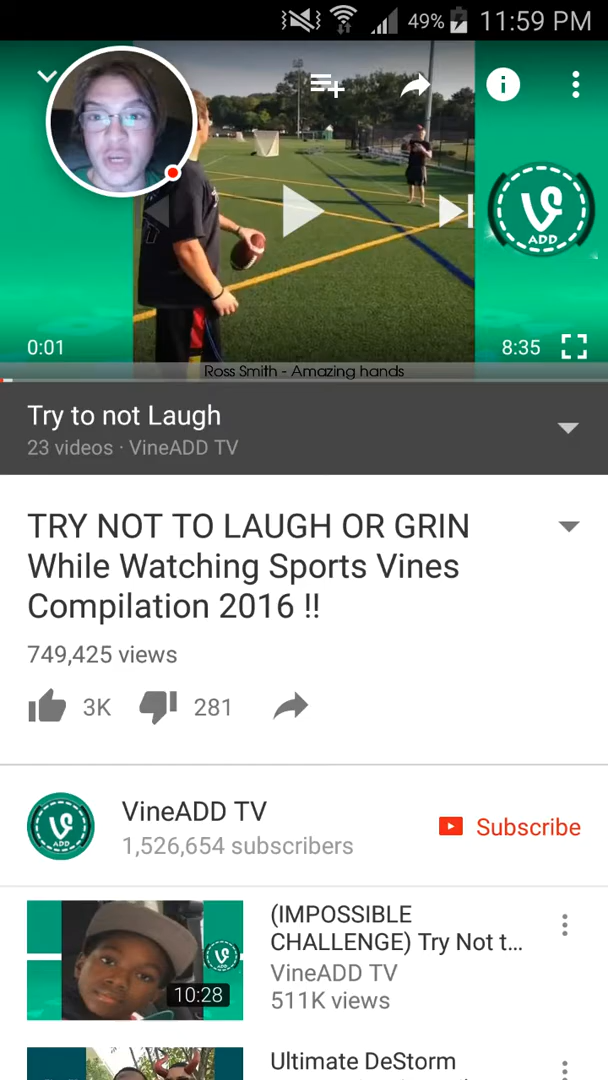 49% 11:59 PM
ADD
0:01
8:35
Ross Smith - Amazing hands
Try to not Laugh
23 videos · VineADD TV
TRY NOT TO LAUGH OR GRIN
While Watching Sports Vines
Compilation 2016 !!
749,425 views
3K
281
VineADD TV
1,526,654 subscribers
Subscribe
ADD
(IMPOSSIBLE
CHALLENGE) Try Not t...
VineADD TV
511K views
10:28
Ultimate DeStorm